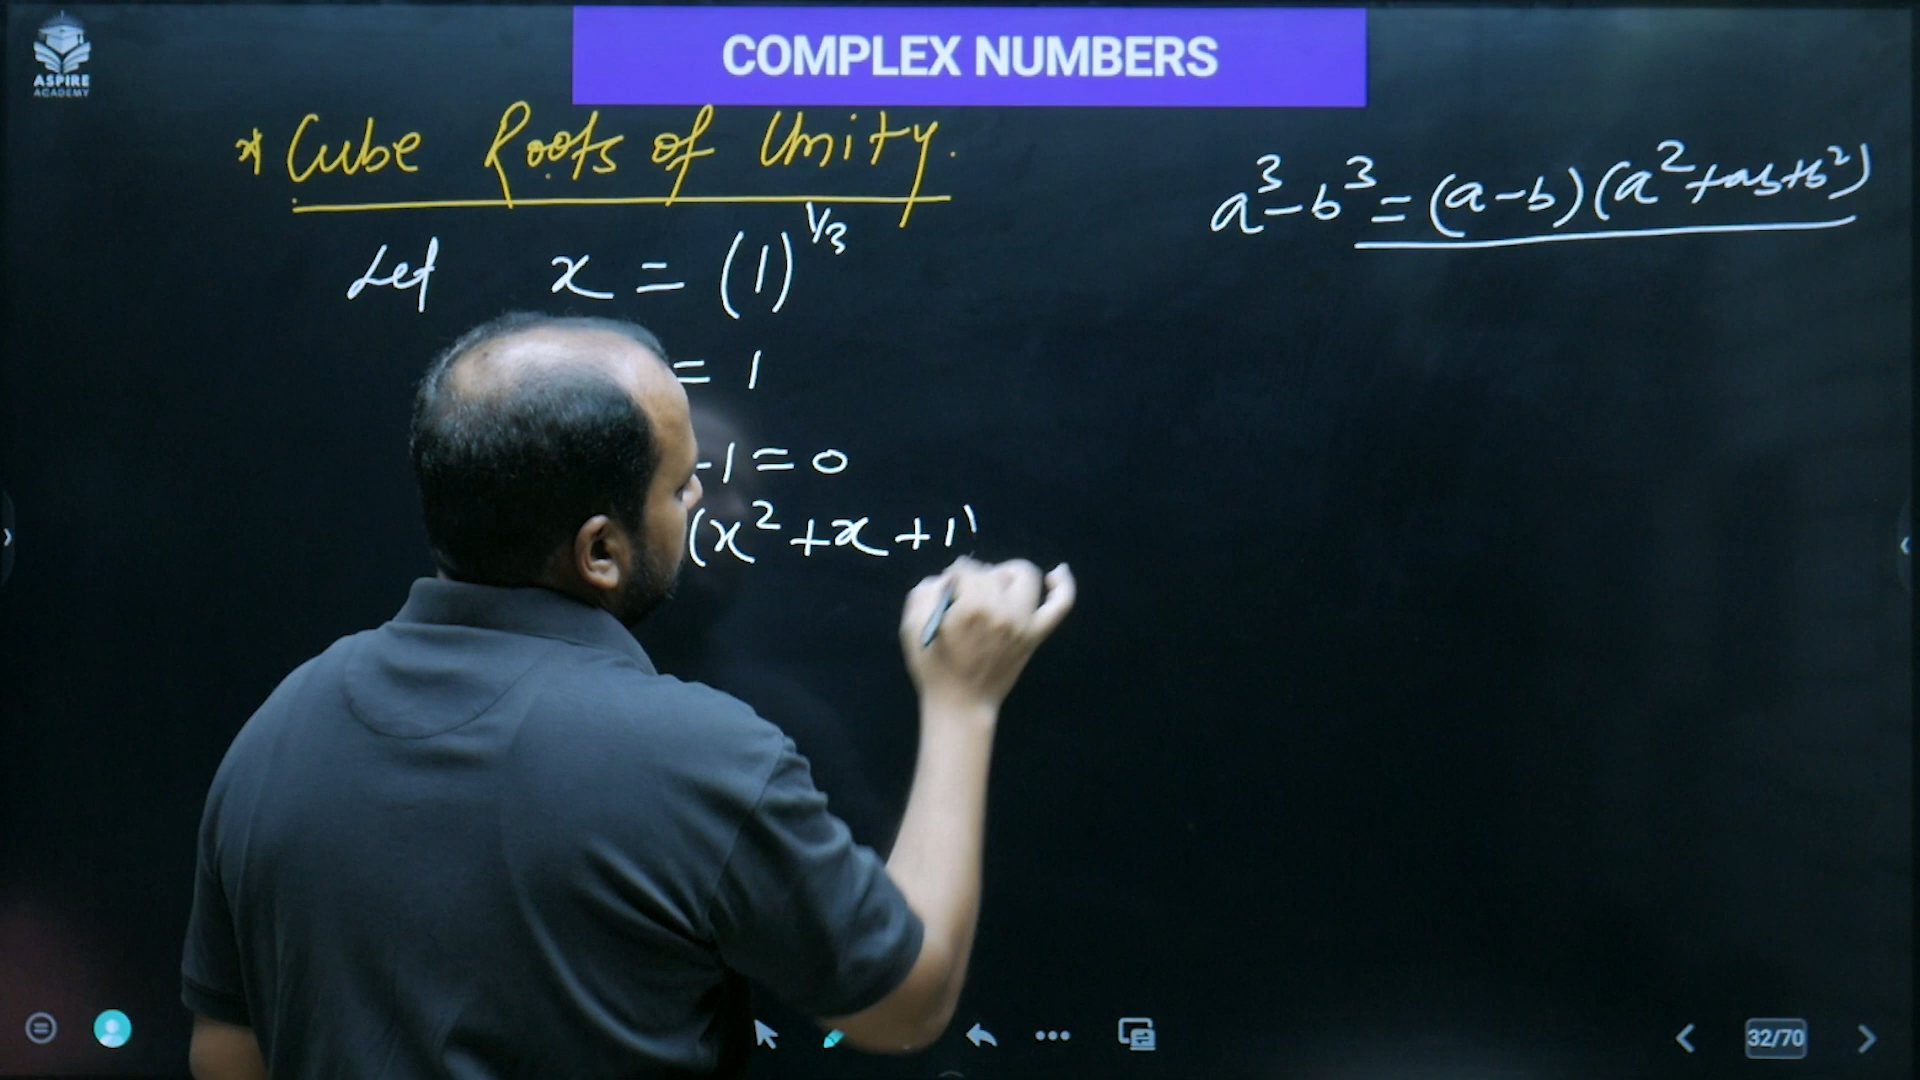 ASPIRE
ACADEMY
COMPLEX NUMBERS
* Cube Roots of Unity.
a³-b³=(a-b)(a²+ab+b²)
Let x = (1)^1/3
= 1
-1=0
(x²+x+1)
32/70